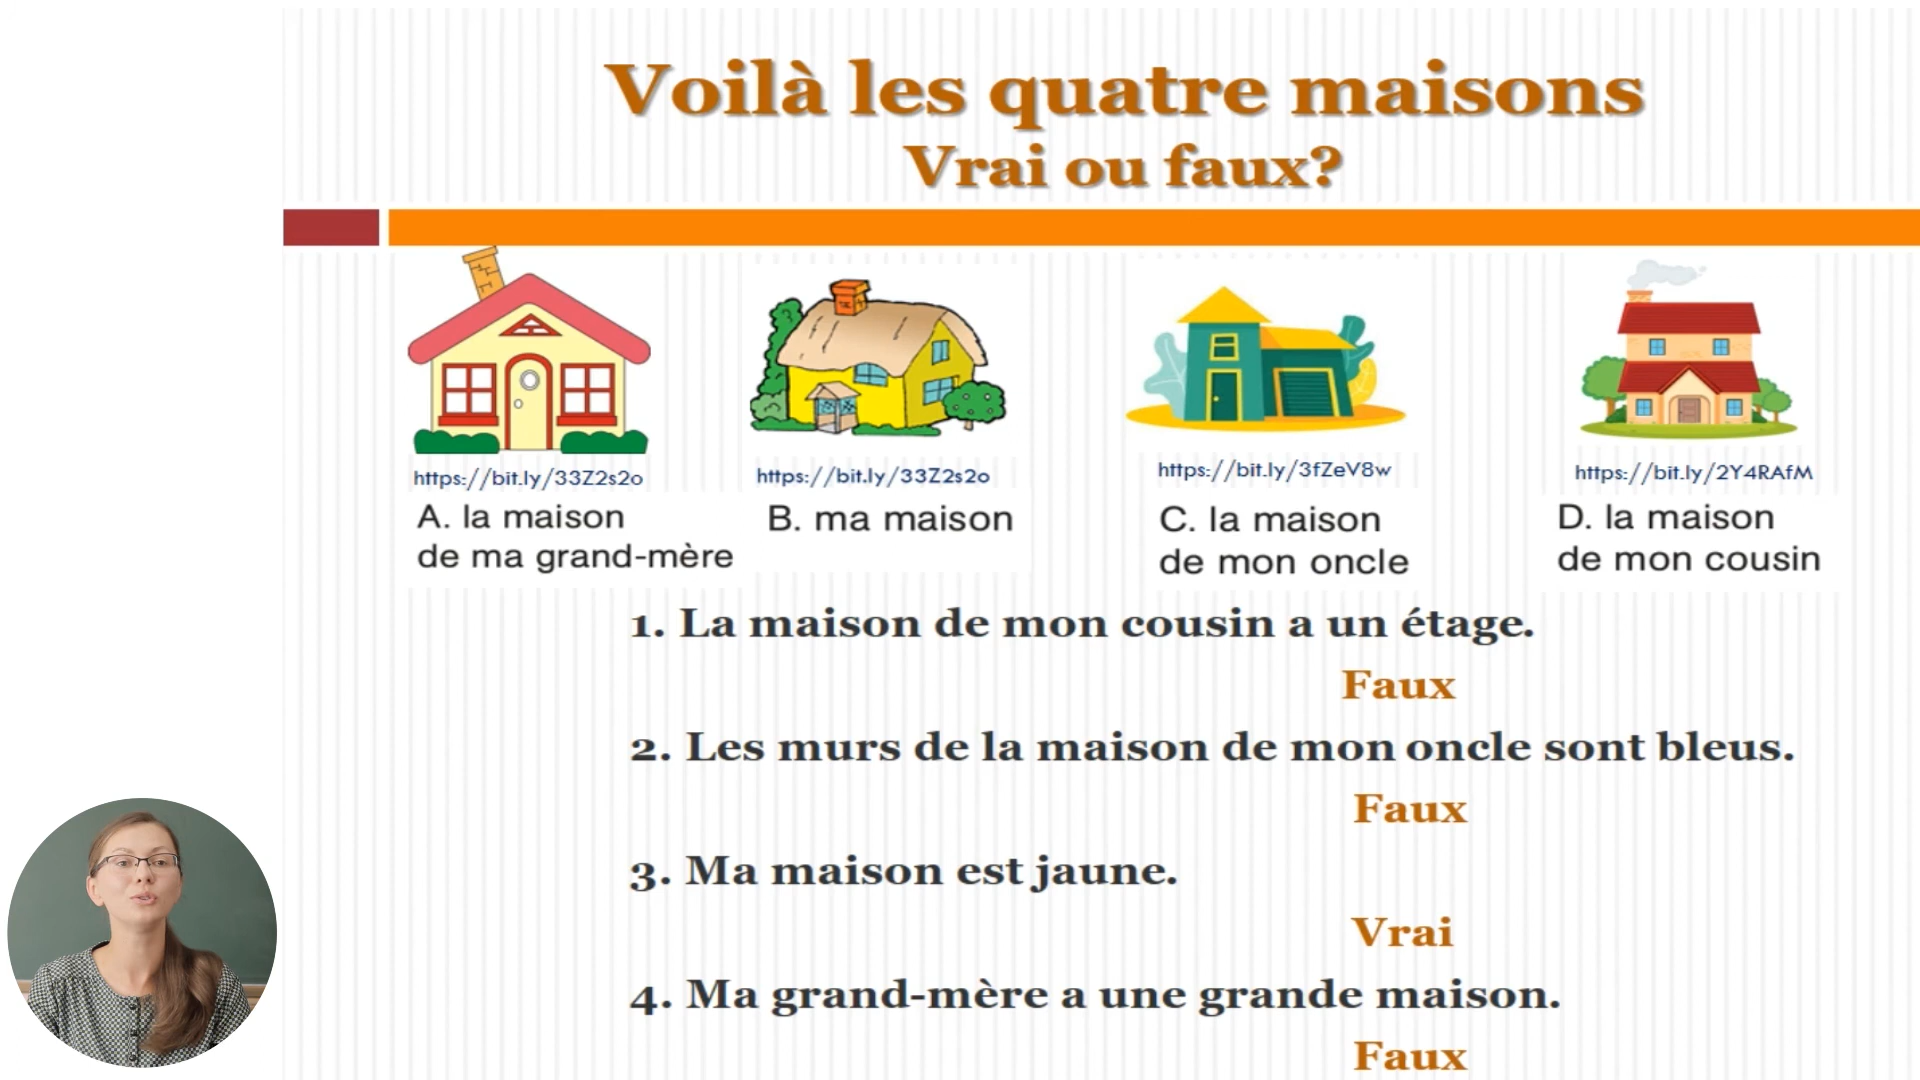 Voilà les quatre maisons
Vrai ou faux?
https://bit.ly/33Z2s2o
A. la maison
de ma grand-mère
https://bit.ly/33Z2s2o
B. ma maison
https://bit.ly/3fZeV8w
C. la maison
de mon oncle
https://bit.ly/2Y4RAfM
D. la maison
de mon cousin
1. La maison de mon cousin a un étage.
Faux
2. Les murs de la maison de mon oncle sont bleus.
Faux
3. Ma maison est jaune.
Vrai
4. Ma grand-mère a une grande maison.
Faux